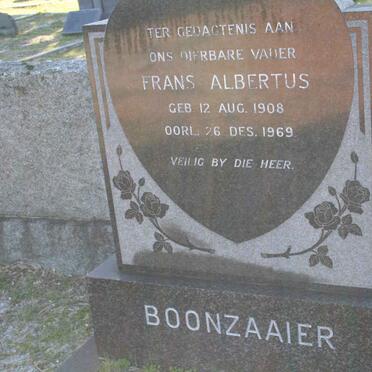 TER GEDAGTENIS AAN
ONS DIERBARE VADER
FRANS ALBERTUS
GEB 12 AUG. 1908
OORL. 26 DES. 1969
VEILIG BY DIE HEER.
BOONZAAIER